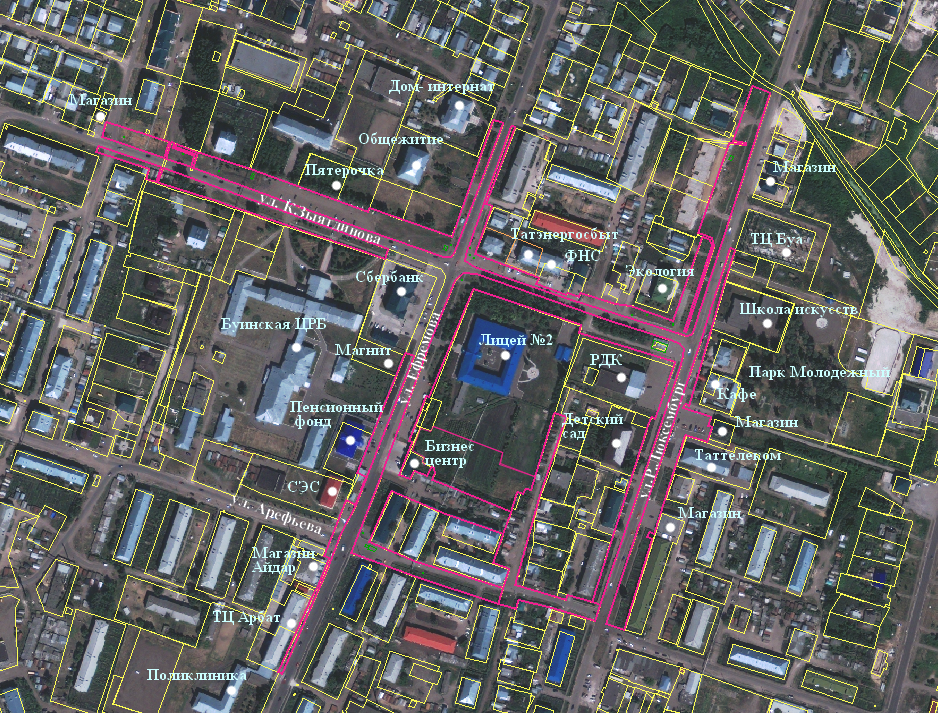 Дом- интернат
Магазин
Общежитие
Магазин
Пятерочка
ул. К.Зыятдинова
Татэнергосбыт
ТЦ Буа
ФНС
Экология
Сбербанк
Школа искусств
Буинская ЦРБ
Лицей №2
Магнит
РДК
ул. Ефремова
Парк Молодежный
Кафе
Пенсионный
фонд
Детский
сад
Магазин
ул. Р. Люксембург
Бизнес
центр
Таттелеком
СЭС
ул. Арефьева
Магазин
Магазин
Айдар
ТЦ Арбат
Поликлиника